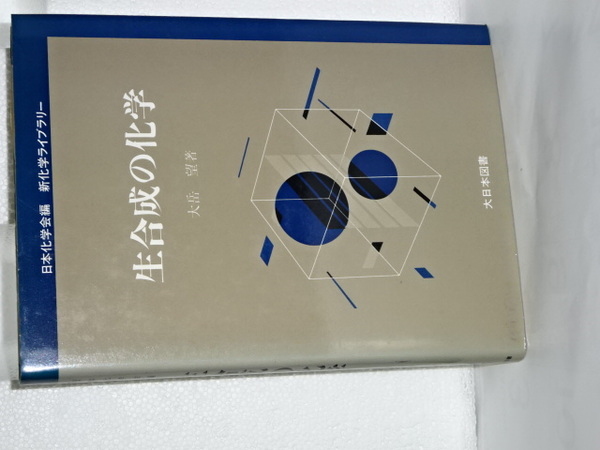 日本化学会編 新化学ライブラリー
生合成の化学
大岳 望著
大日本図書